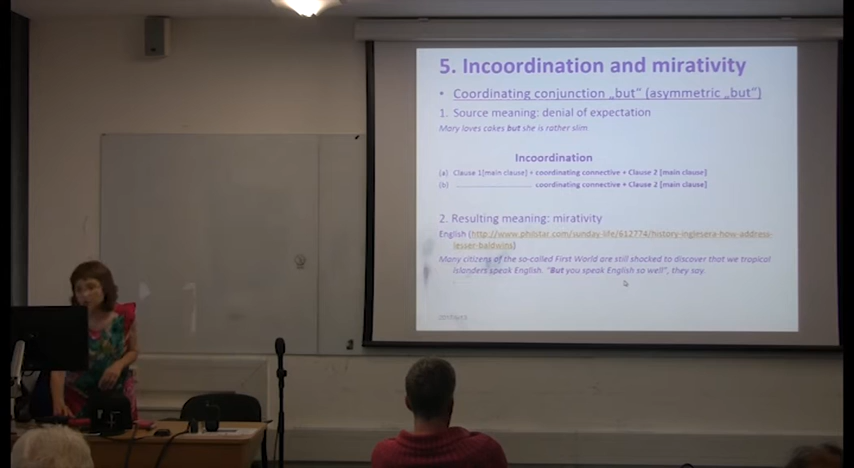 5. Incoordination and mirativity
• Coordinating conjunction „but" (asymmetric „but")
1. Source meaning: denial of expectation
Mary loves cakes but she is rather slim
Incoordination
(a) Clause 1[main clause] + coordinating connective + Clause 2 [main clause]
(b) ........................ coordinating connective + Clause 2 [main clause]
2. Resulting meaning: mirativity
English (http://www.philstar.com/sunday-life/612774/history-inglesera-how-address-
lesser-baldwins)
Many citizens of the so-called First World are still shocked to discover that we tropical
islanders speak English. "But you speak English so well", they say.